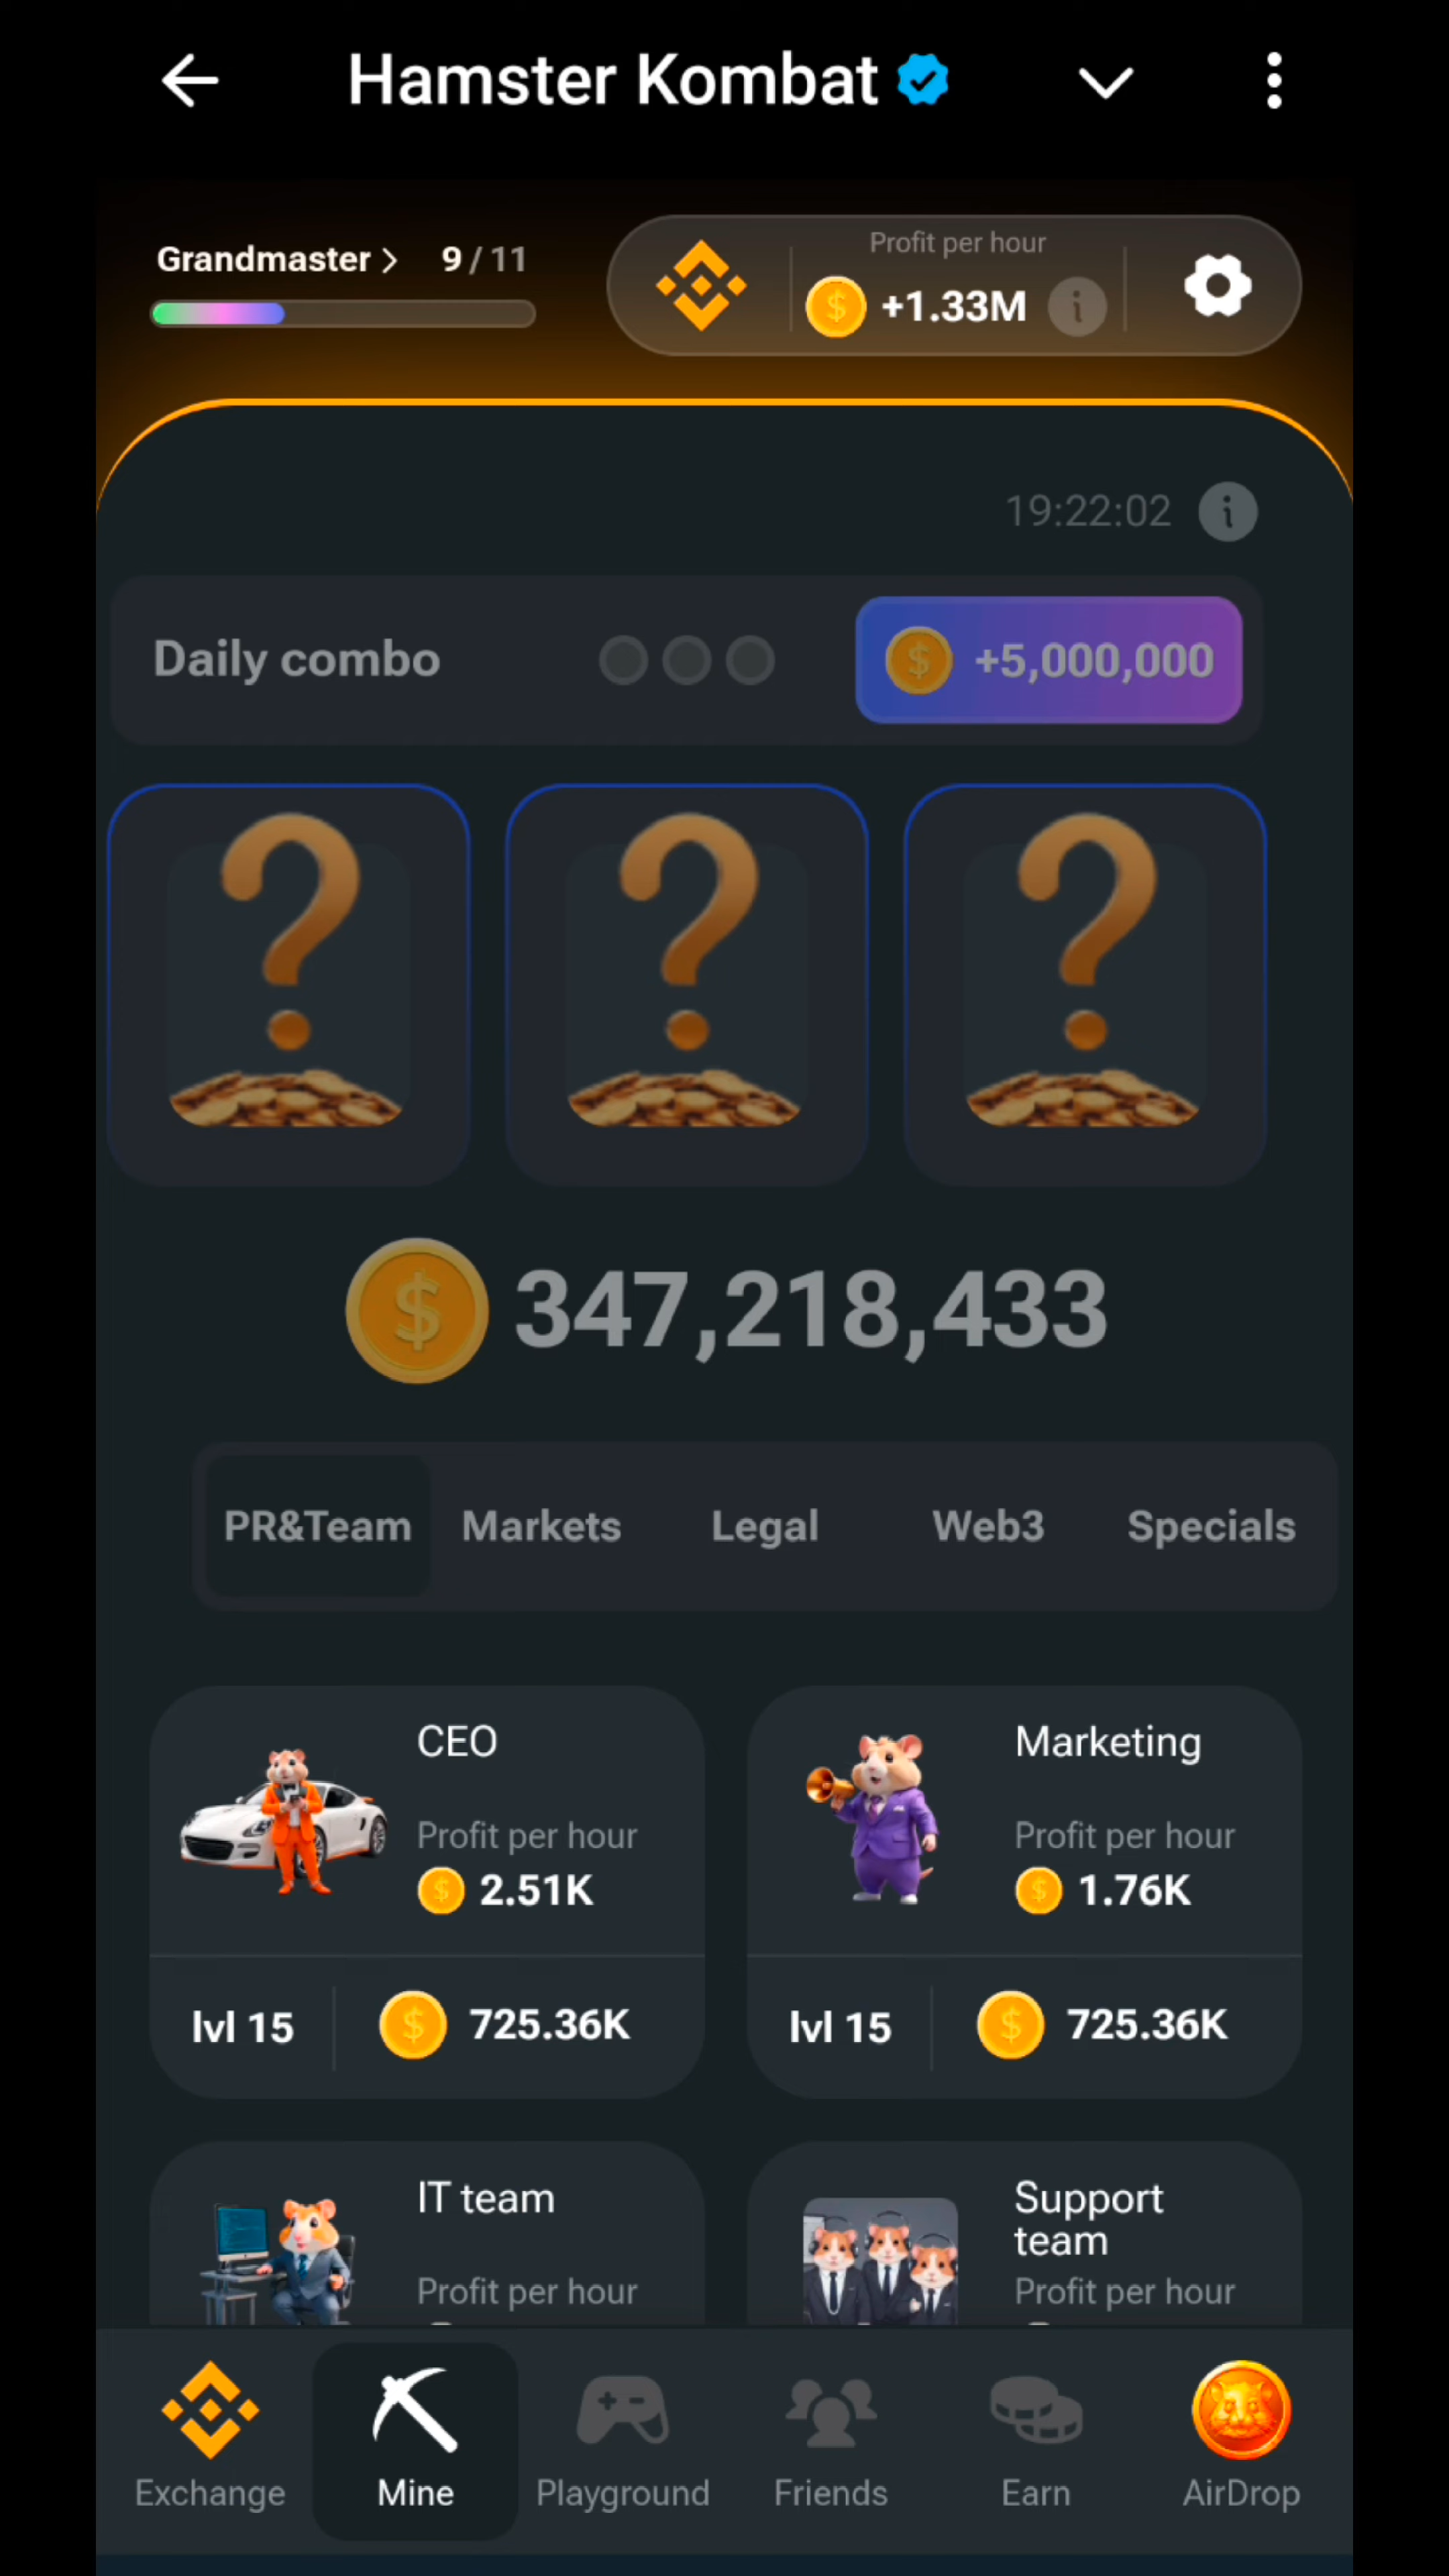 Hamster Kombat
Grandmaster > 9 / 11
Profit per hour
+1.33M
19:22:02
Daily combo
+5,000,000
347,218,433
PR&Team Markets Legal Web3 Specials
CEO
Profit per hour
2.51K
lvl 15 725.36K
Marketing
Profit per hour
1.76K
lvl 15 725.36K
IT team
Profit per hour
Support
team
Profit per hour
Exchange Mine Playground Friends Earn AirDrop